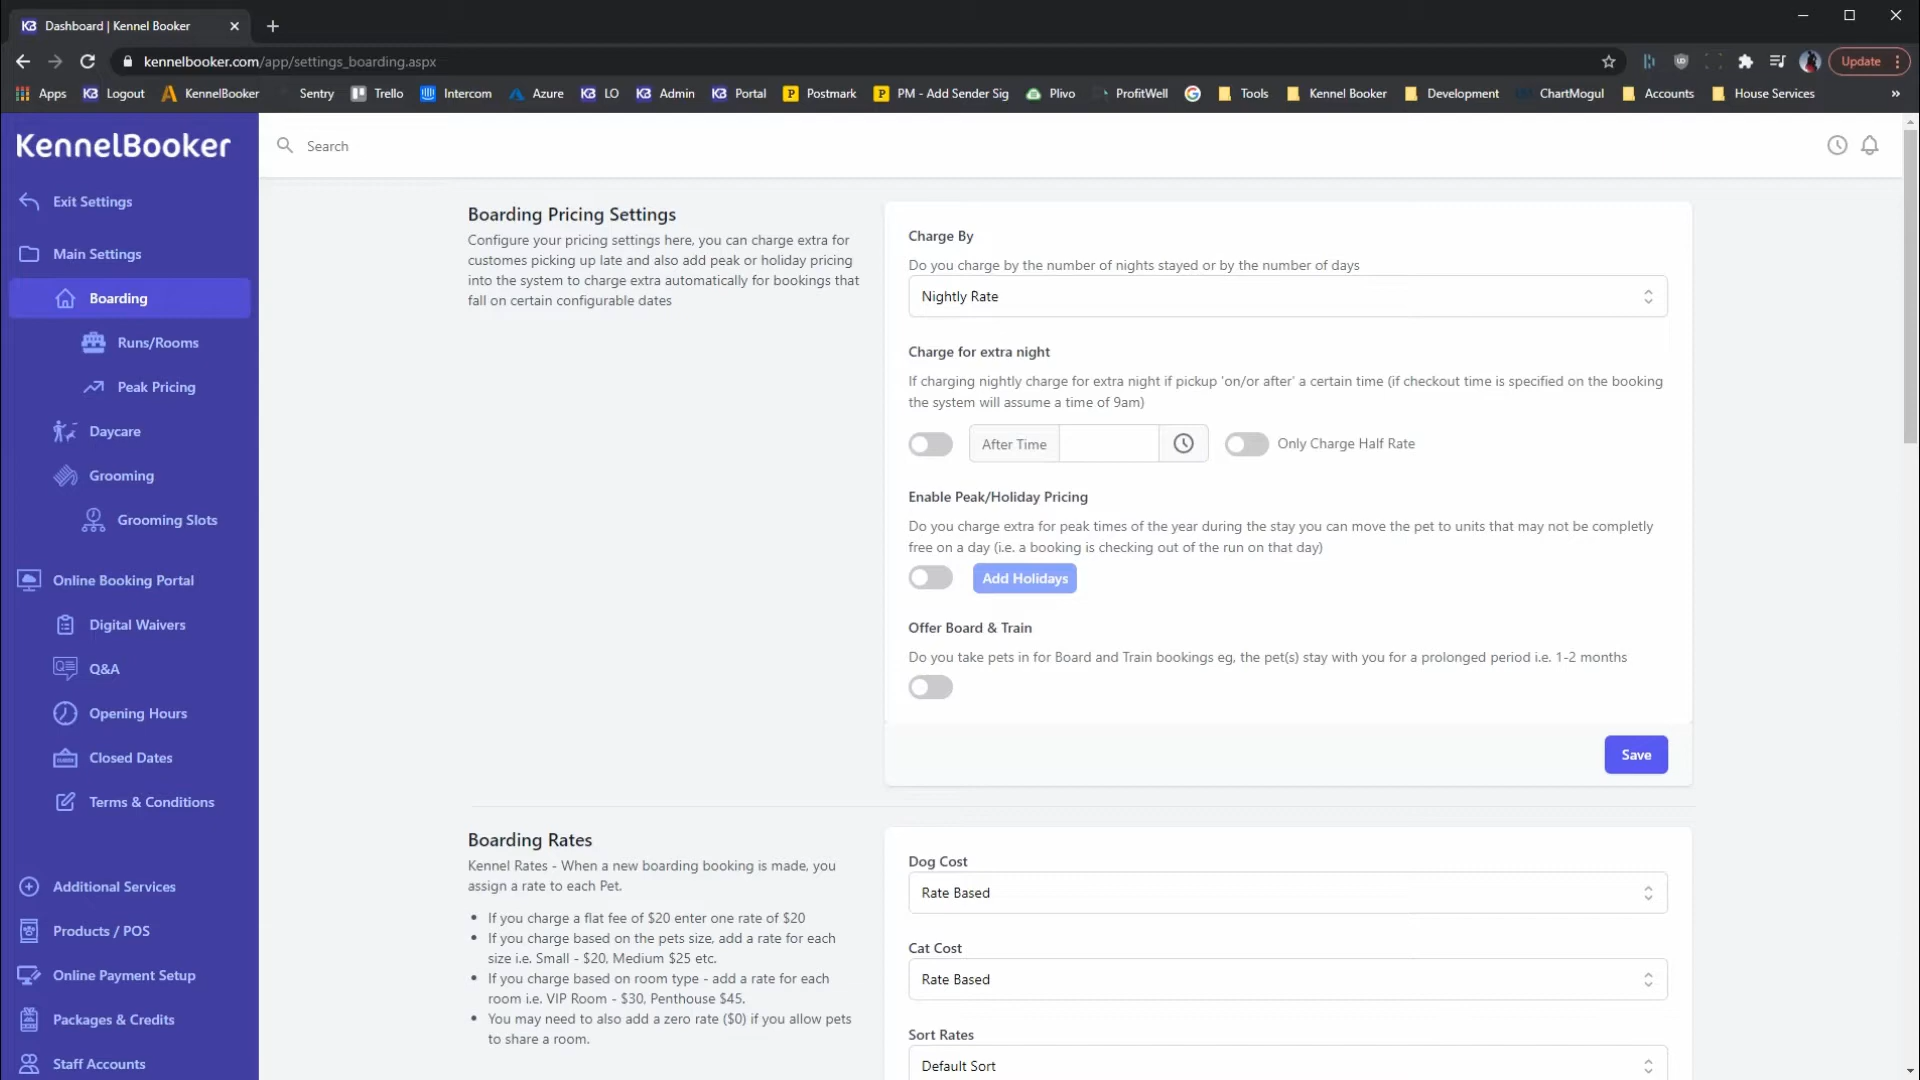 Dashboard | Kennel Booker
kennelbooker.com/app/settings_boarding.aspx
Update
Apps
Logout
KennelBooker
Sentry
Trello
Intercom
Azure
LO
Admin
Portal
Postmark
PM - Add Sender Sig
Plivo
ProfitWell
Tools
Kennel Booker
Development
ChartMogul
Accounts
House Services
»
KennelBooker
Search
Exit Settings
Main Settings
Boarding
Runs/Rooms
Peak Pricing
Daycare
Grooming
Grooming Slots
Online Booking Portal
Digital Waivers
Q&A
Opening Hours
Closed Dates
Terms & Conditions
Additional Services
Products / POS
Online Payment Setup
Packages & Credits
Staff Accounts
Boarding Pricing Settings
Configure your pricing settings here, you can charge extra for
customes picking up late and also add peak or holiday pricing
into the system to charge extra automatically for bookings that
fall on certain configurable dates
Charge By
Do you charge by the number of nights stayed or by the number of days
Nightly Rate
Charge for extra night
If charging nightly charge for extra night if pickup 'on/or after' a certain time (if checkout time is specified on the booking
the system will assume a time of 9am)
After Time
Only Charge Half Rate
Enable Peak/Holiday Pricing
Do you charge extra for peak times of the year during the stay you can move the pet to units that may not be completly
free on a day (i.e. a booking is checking out of the run on that day)
Add Holidays
Offer Board & Train
Do you take pets in for Board and Train bookings eg, the pet(s) stay with you for a prolonged period i.e. 1-2 months
Save
Boarding Rates
Kennel Rates - When a new boarding booking is made, you
assign a rate to each Pet.
• If you charge a flat fee of $20 enter one rate of $20
• If you charge based on the pets size, add a rate for each
size i.e. Small - $20, Medium $25 etc.
• If you charge based on room type - add a rate for each
room i.e. VIP Room - $30, Penthouse $45.
• You may need to also add a zero rate ($0) if you allow pets
to share a room.
Dog Cost
Rate Based
Cat Cost
Rate Based
Sort Rates
Default Sort